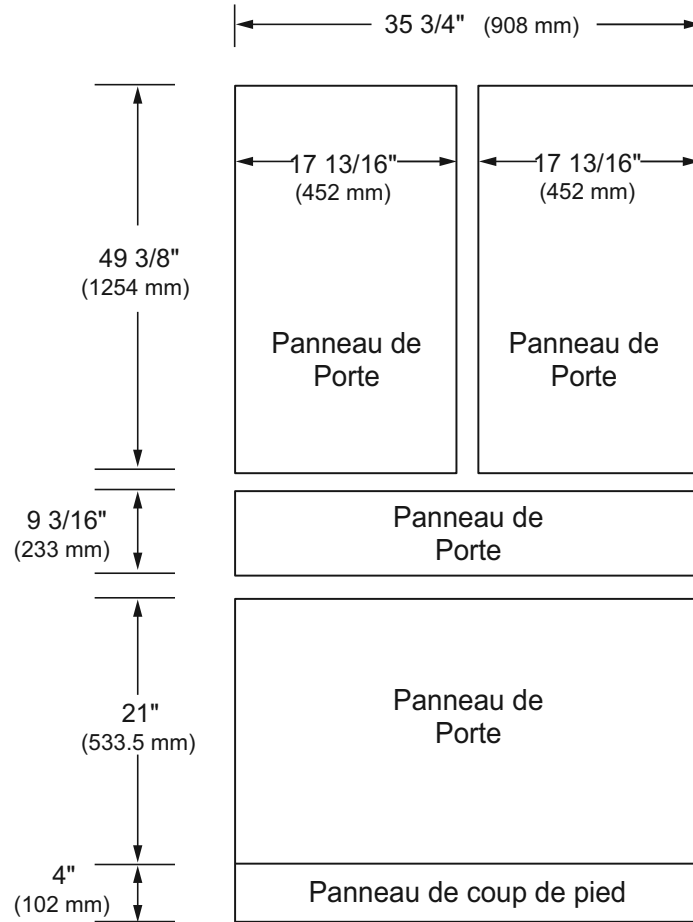 35 3/4" (908 mm)
17 13/16"
(452 mm)
17 13/16"
(452 mm)
49 3/8"
(1254 mm)
Panneau de
Porte
Panneau de
Porte
9 3/16"
(233 mm)
Panneau de
Porte
21"
(533.5 mm)
Panneau de
Porte
4"
(102 mm)
Panneau de coup de pied